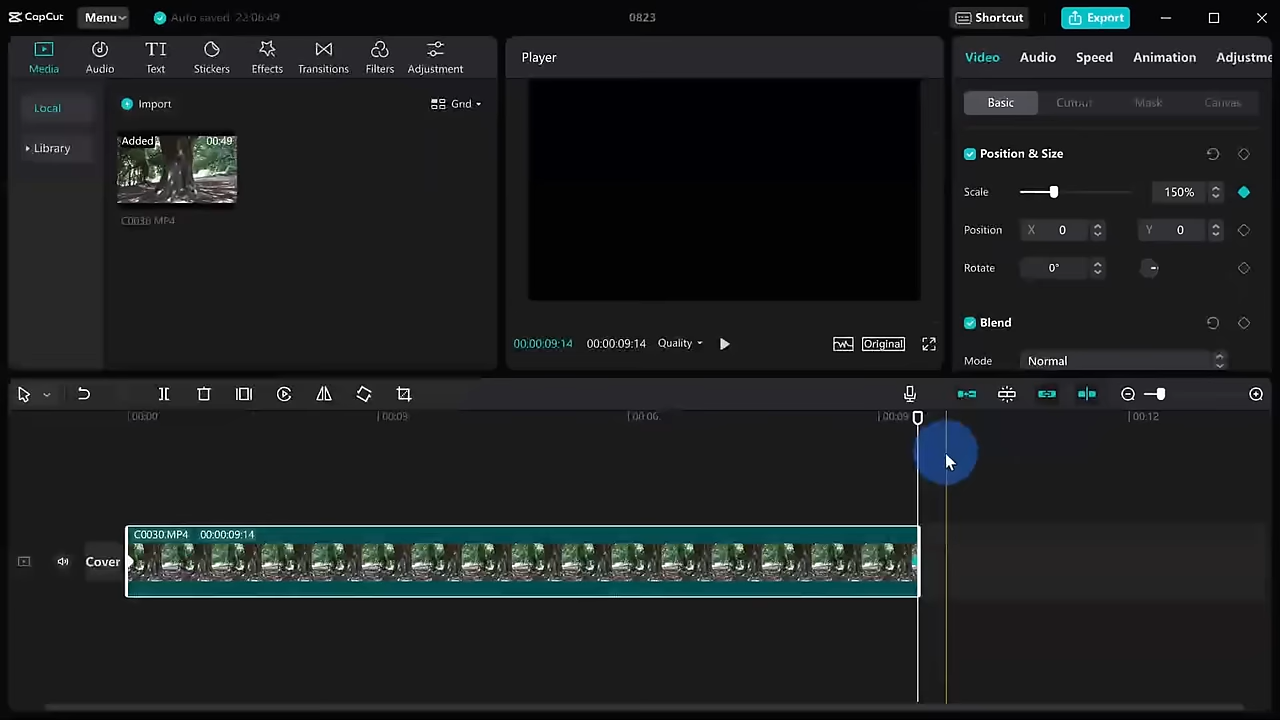 CapCut Menu Auto saved 22:06:49 0823 Shortcut Export
Media Audio Text Stickers Effects Transitions Filters Adjustment
Player
Video Audio Speed Animation Adjustme
Local
Library
Import
Grid
Added 00:49
C0030.MP4
Basic Cutout Mask Canvas
Position & Size
Scale 150%
Position X 0 Y 0
Rotate 0°
Blend
Mode Normal
00:00:09:14 00:00:09:14 Quality Original
00:00 00:06 00:09 00:12
C0030.MP4 00:00:09:14
Cover